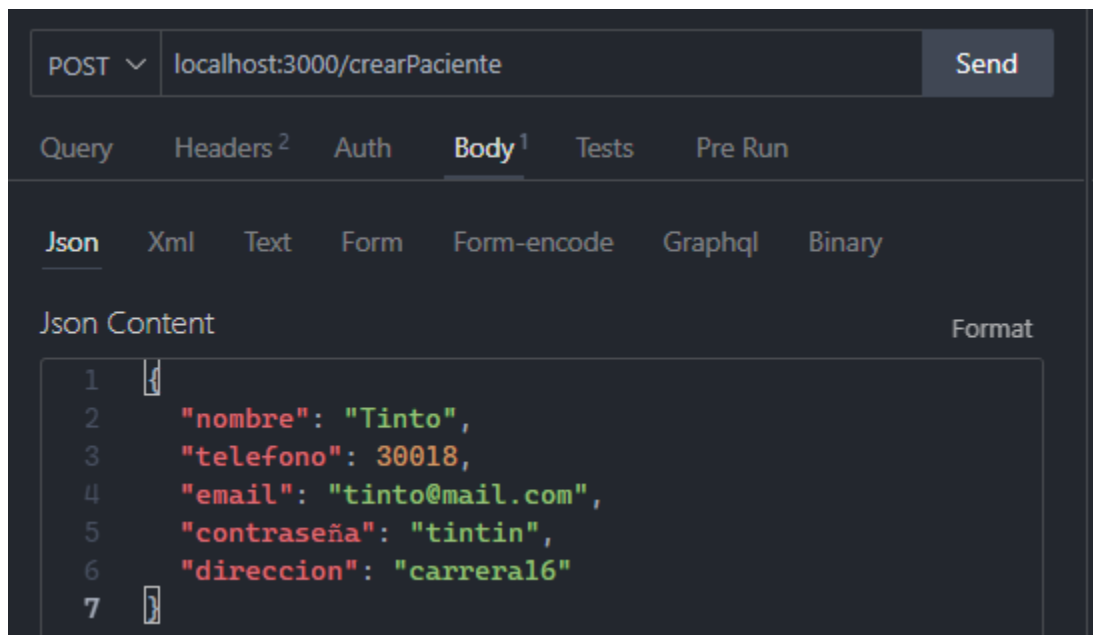 POST localhost:3000/crearPaciente Send
Query Headers 2 Auth Body 1 Tests Pre Run
Json Xml Text Form Form-encode Graphql Binary
Json Content Format
1 {
2 "nombre": "Tinto",
3 "telefono": 30018,
4 "email": "tinto@mail.com",
5 "contraseña": "tintin",
6 "direccion": "carrera16"
7 }